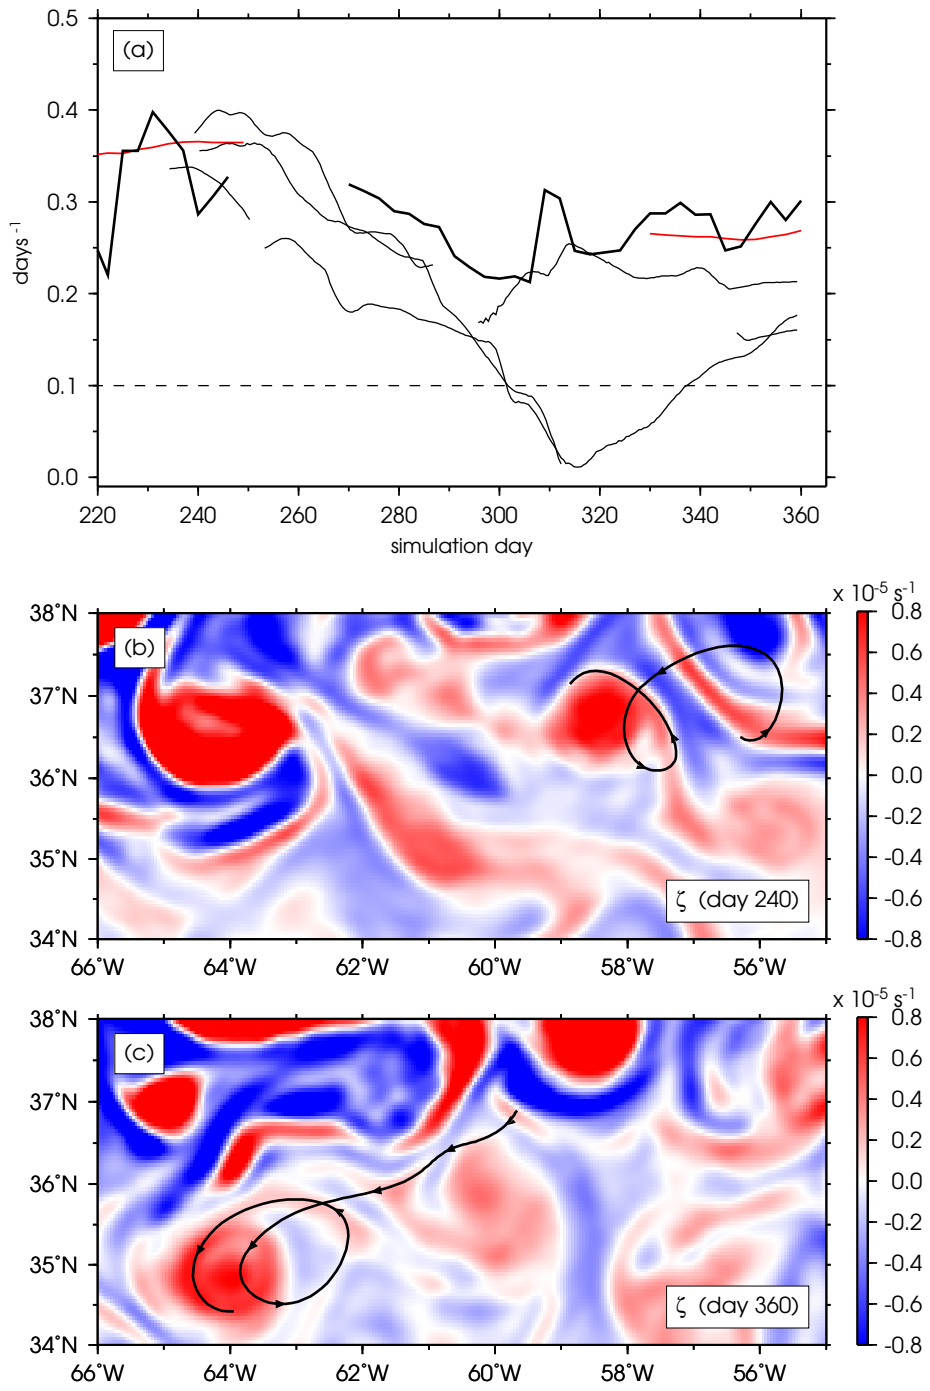 (a)
0.5
0.4
0.3
0.2
0.1
0.0
days⁻¹
220 240 260 280 300 320 340 360
simulation day
x 10⁻⁵ s⁻¹
(b)
38°N
37°N
36°N
35°N
34°N
66°W 64°W 62°W 60°W 58°W 56°W
ζ (day 240)
0.8
0.6
0.4
0.2
0.0
-0.2
-0.4
-0.6
-0.8
x 10⁻⁵ s⁻¹
(c)
38°N
37°N
36°N
35°N
34°N
66°W 64°W 62°W 60°W 58°W 56°W
ζ (day 360)
0.8
0.6
0.4
0.2
0.0
-0.2
-0.4
-0.6
-0.8